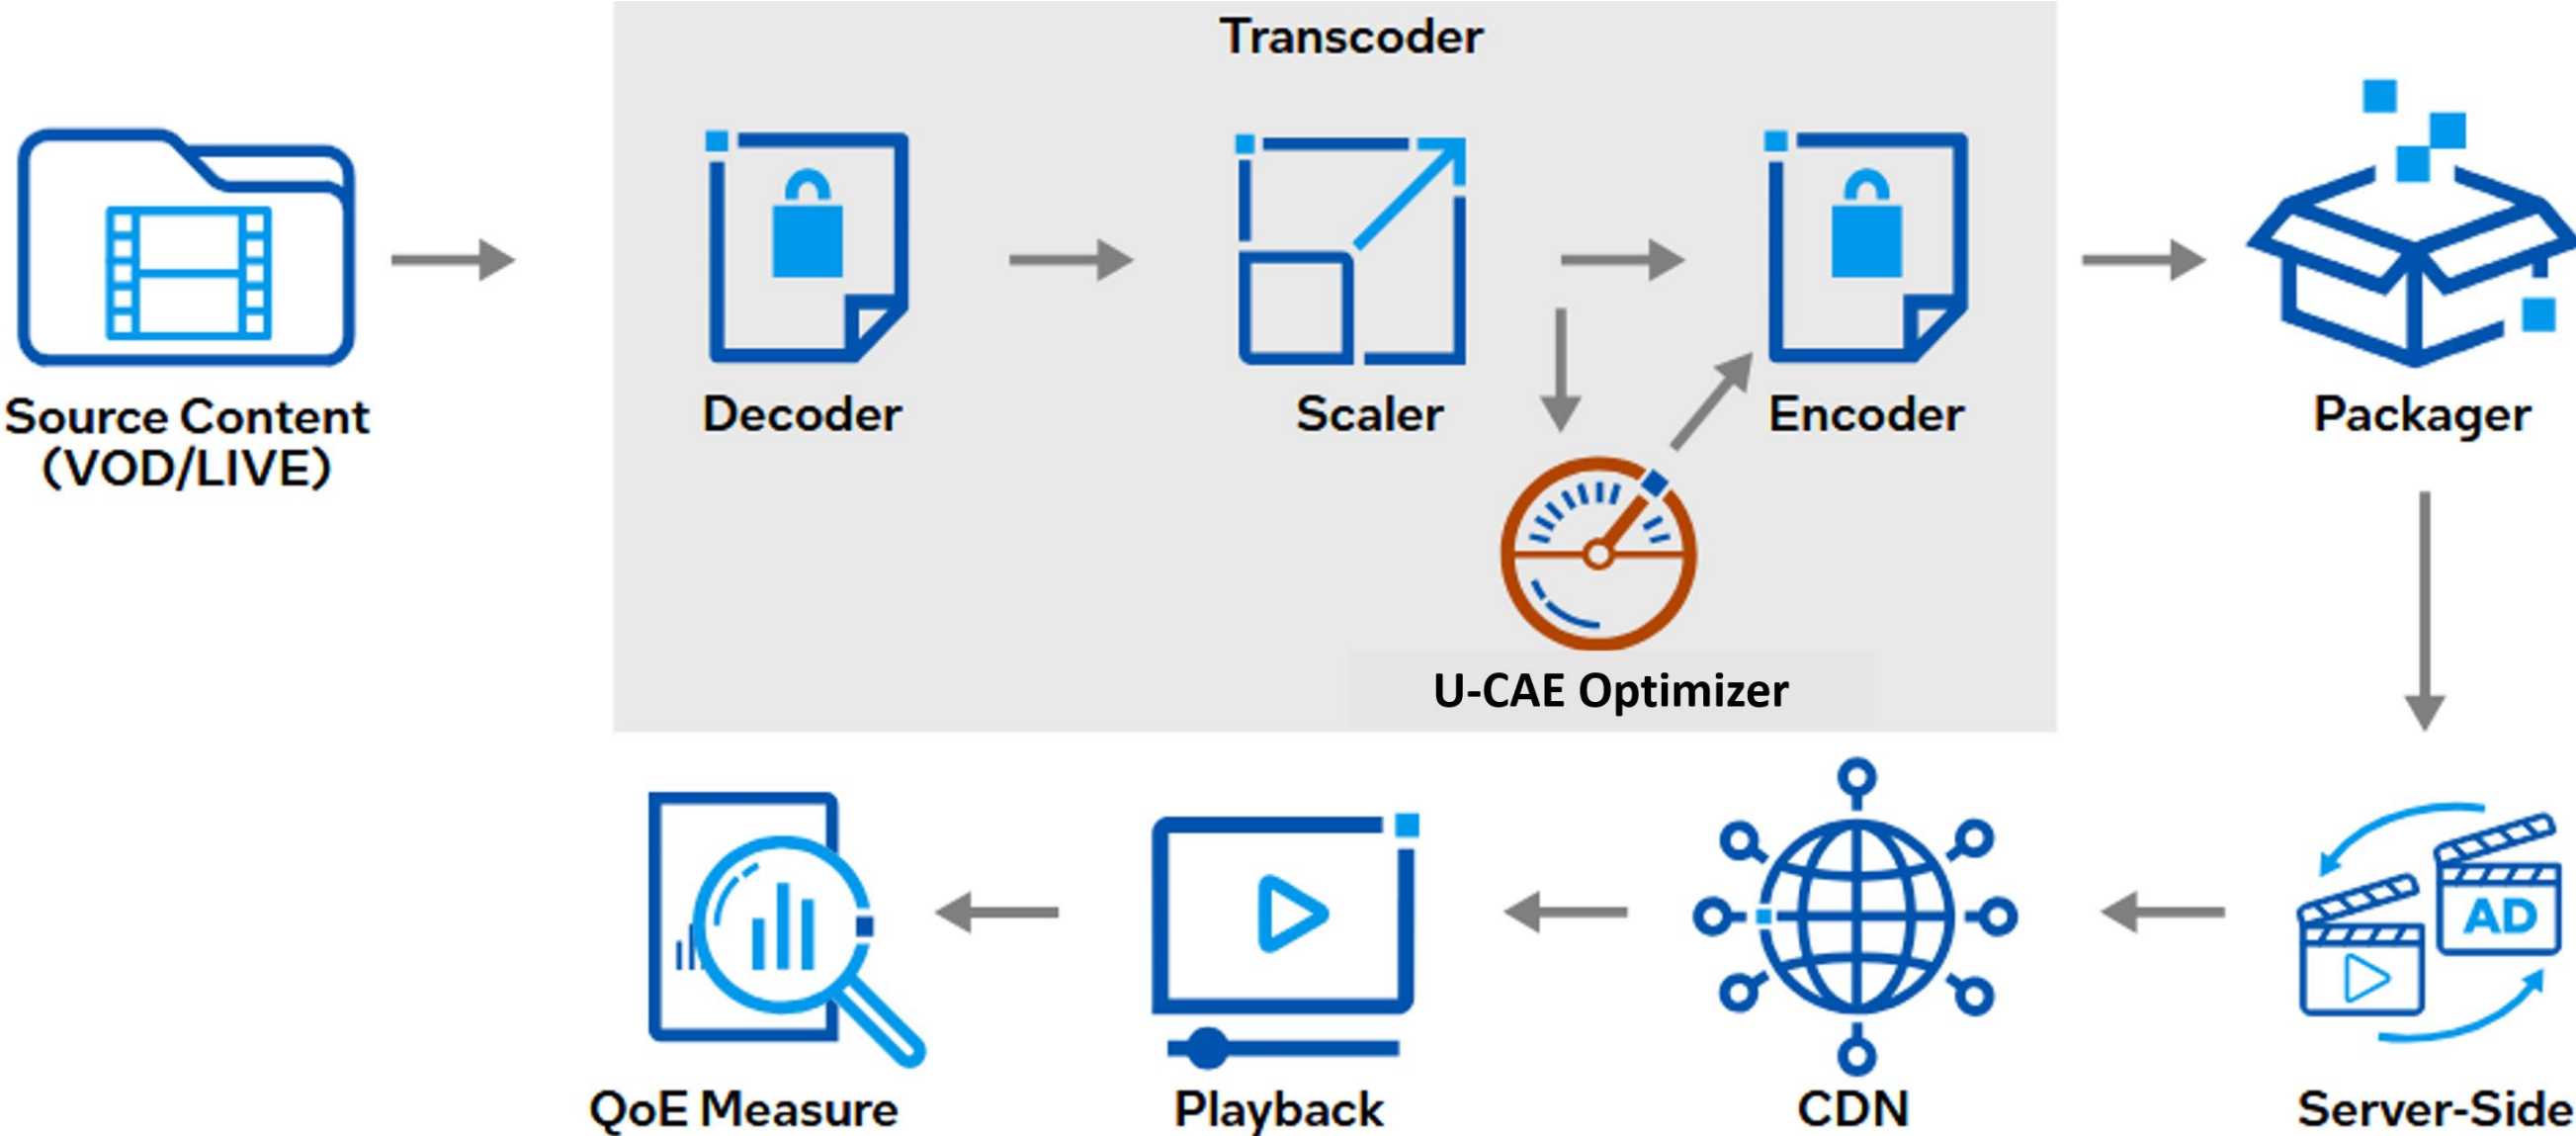 Transcoder
Source Content
(VOD/LIVE)
Decoder
Scaler
Encoder
Packager
U-CAE Optimizer
AD
QoE Measure
Playback
CDN
Server-Side